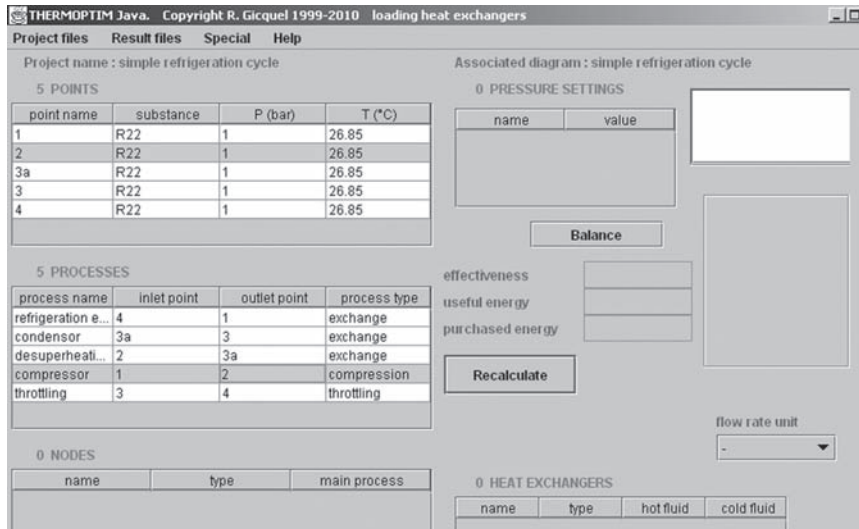 THERMOPTIM Java. Copyright R. Gicquel 1999-2010 loading heat exchangers
Project files Result files Special Help
Project name : simple refrigeration cycle
5 POINTS
point name substance P (bar) T (°C)
1 R22 1 26.85
2 R22 1 26.85
3a R22 1 26.85
3 R22 1 26.85
4 R22 1 26.85
5 PROCESSES
process name inlet point outlet point process type
refrigeration e... 4 1 exchange
condensor 3a 3 exchange
desuperheati... 2 3a exchange
compressor 1 2 compression
throttling 3 4 throttling
0 NODES
name type main process
Associated diagram : simple refrigeration cycle
0 PRESSURE SETTINGS
name value
Balance
effectiveness
useful energy
purchased energy
Recalculate
flow rate unit
-
0 HEAT EXCHANGERS
name type hot fluid cold fluid